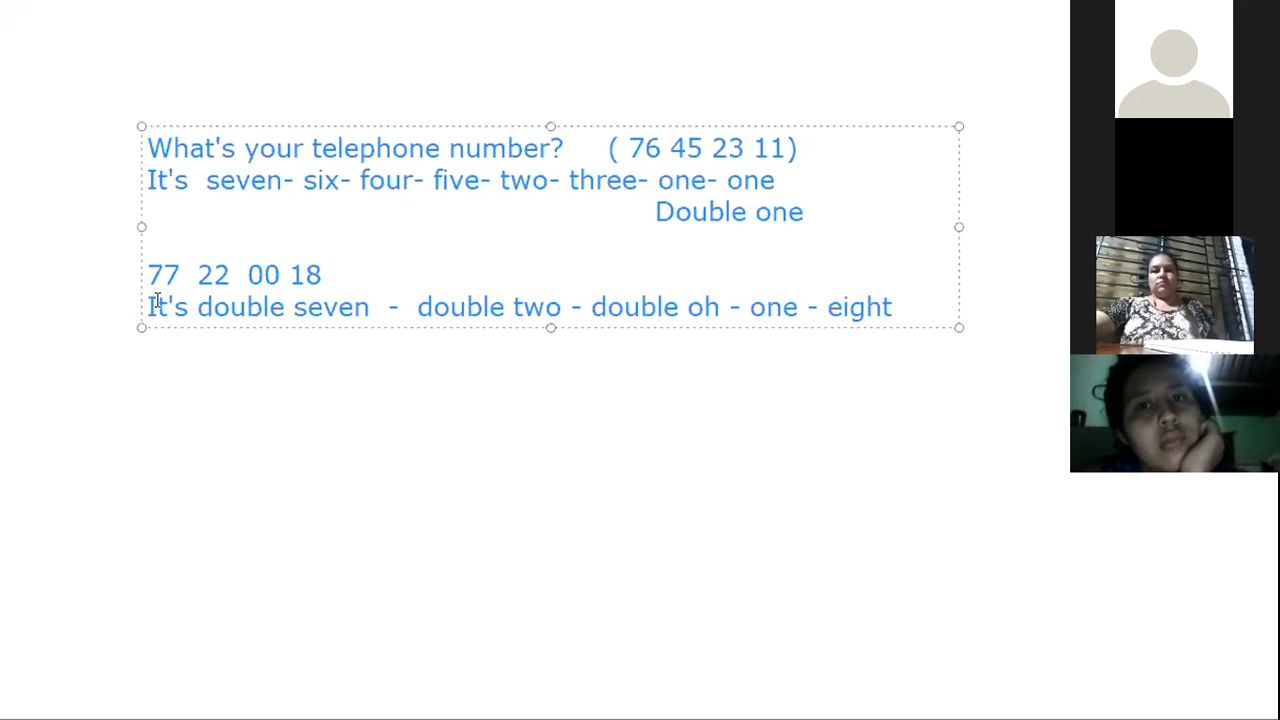 What's your telephone number? ( 76 45 23 11)
It's seven- six- four- five- two- three- one- one
Double one
77 22 00 18
It's double seven - double two - double oh - one - eight